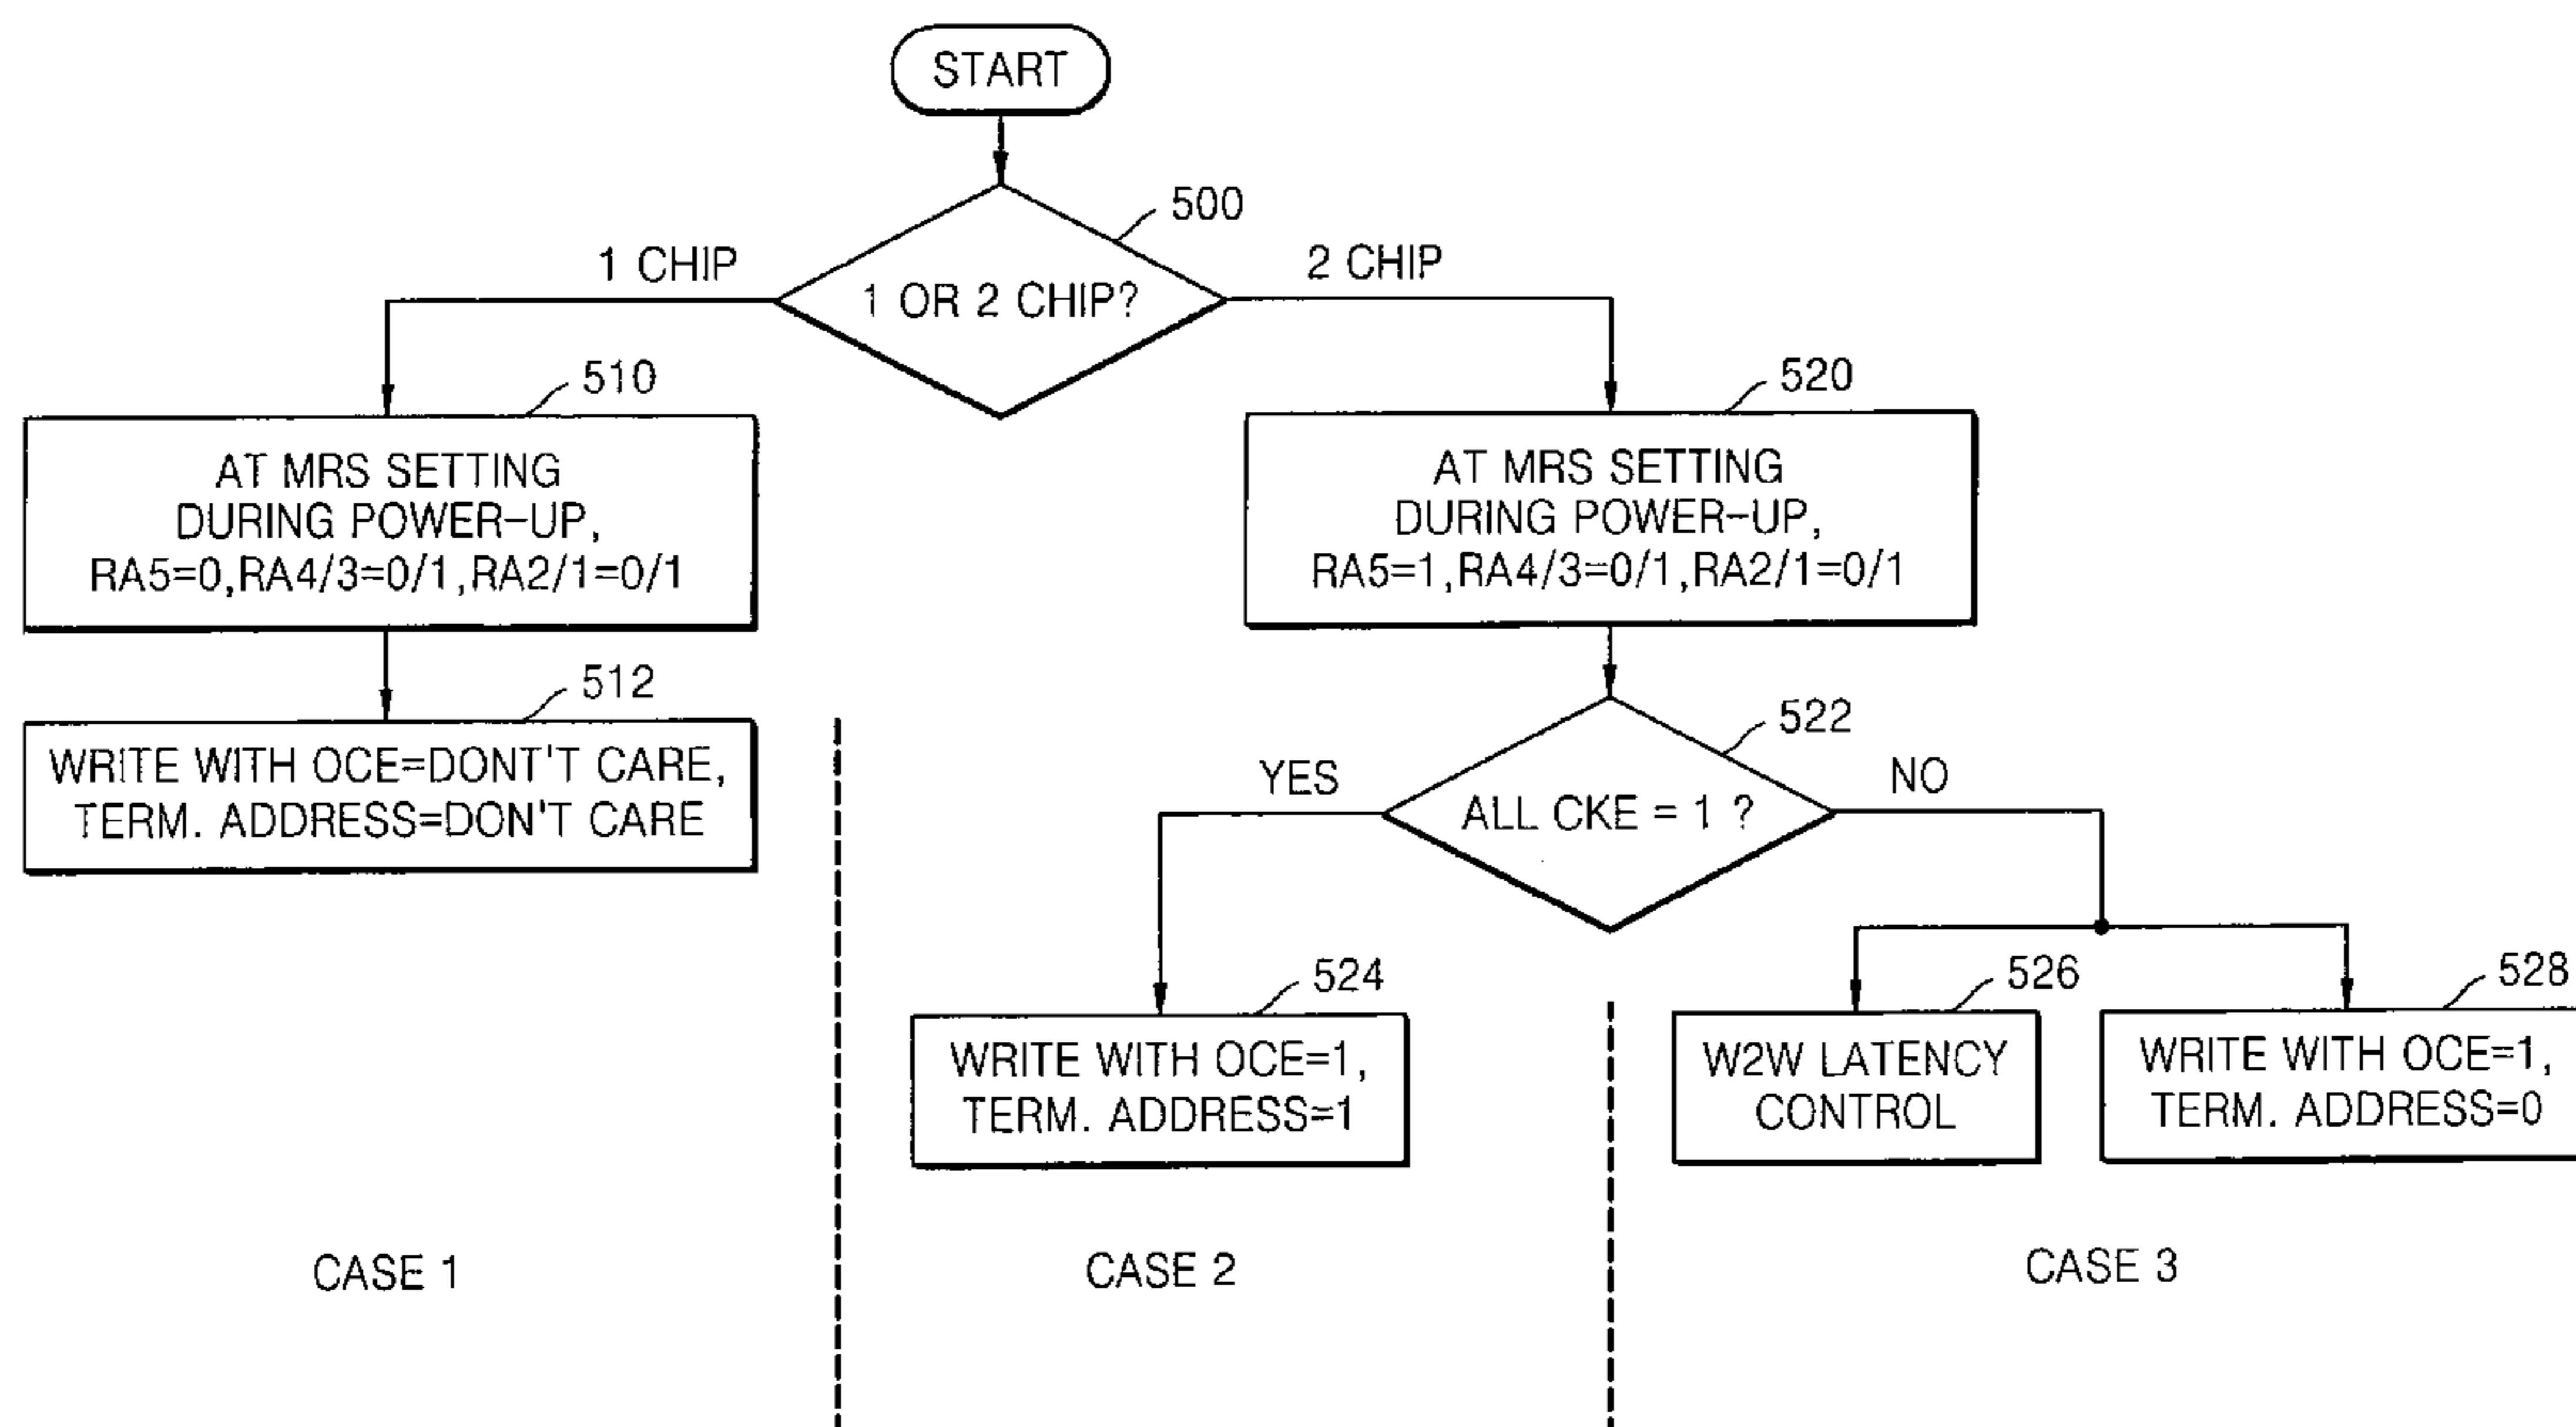 START
500
1 CHIP
1 OR 2 CHIP?
2 CHIP
510
AT MRS SETTING
DURING POWER-UP,
RA5=0,RA4/3=0/1,RA2/1=0/1
520
AT MRS SETTING
DURING POWER-UP,
RA5=1,RA4/3=0/1,RA2/1=0/1
512
WRITE WITH OCE=DONT'T CARE,
TERM. ADDRESS=DON'T CARE
522
YES
ALL CKE = 1 ?
NO
524
WRITE WITH OCE=1,
TERM. ADDRESS=1
526
W2W LATENCY
CONTROL
528
WRITE WITH OCE=1,
TERM. ADDRESS=0
CASE 1
CASE 2
CASE 3